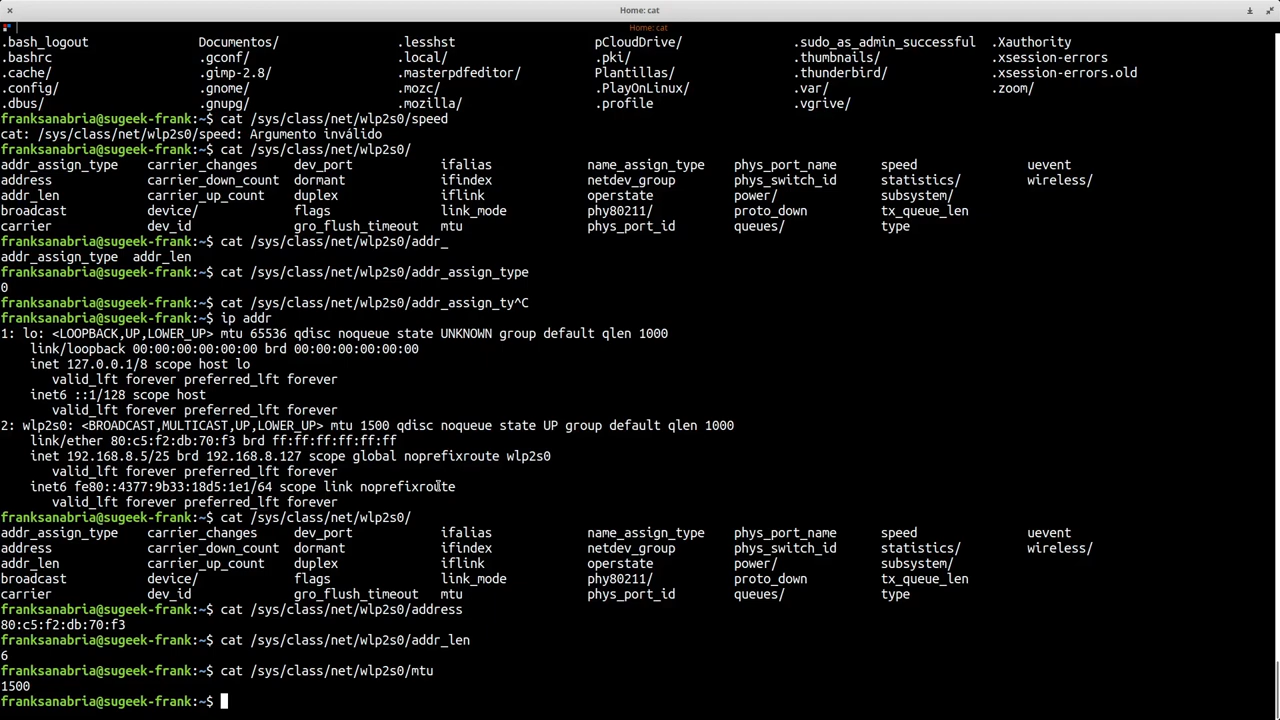 Home: cat
Home: cat
.bash_logout Documentos/ .lesshst pCloudDrive/ .sudo_as_admin_successful .Xauthority
.bashrc .gconf/ .local/ .pki/ .thumbnails/ .xsession-errors
.cache/ .gimp-2.8/ .masterpdfeditor/ Plantillas/ .thunderbird/ .xsession-errors.old
.config/ .gnome/ .mozc/ .PlayOnLinux/ .var/ .zoom/
.dbus/ .gnupg/ .mozilla/ .profile .vgrive/
franksanabria@sugeek-frank:~$ cat /sys/class/net/wlp2s0/speed
cat: /sys/class/net/wlp2s0/speed: Argumento inválido
franksanabria@sugeek-frank:~$ cat /sys/class/net/wlp2s0/
addr_assign_type carrier_changes dev_port ifalias name_assign_type phys_port_name speed uevent
address carrier_down_count dormant ifindex netdev_group phys_switch_id statistics/ wireless/
addr_len carrier_up_count duplex iflink operstate power/ subsystem/
broadcast device/ flags link_mode phy80211/ proto_down tx_queue_len
carrier dev_id gro_flush_timeout mtu phys_port_id queues/ type
franksanabria@sugeek-frank:~$ cat /sys/class/net/wlp2s0/addr_
addr_assign_type addr_len
franksanabria@sugeek-frank:~$ cat /sys/class/net/wlp2s0/addr_assign_type
0
franksanabria@sugeek-frank:~$ cat /sys/class/net/wlp2s0/addr_assign_ty^C
franksanabria@sugeek-frank:~$ ip addr
1: lo: <LOOPBACK,UP,LOWER_UP> mtu 65536 qdisc noqueue state UNKNOWN group default qlen 1000
link/loopback 00:00:00:00:00:00 brd 00:00:00:00:00:00
inet 127.0.0.1/8 scope host lo
valid_lft forever preferred_lft forever
inet6 ::1/128 scope host
valid_lft forever preferred_lft forever
2: wlp2s0: <BROADCAST,MULTICAST,UP,LOWER_UP> mtu 1500 qdisc noqueue state UP group default qlen 1000
link/ether 80:c5:f2:db:70:f3 brd ff:ff:ff:ff:ff:ff
inet 192.168.8.5/25 brd 192.168.8.127 scope global noprefixroute wlp2s0
valid_lft forever preferred_lft forever
inet6 fe80::4377:9b33:18d5:1e1/64 scope link noprefixroute
valid_lft forever preferred_lft forever
franksanabria@sugeek-frank:~$ cat /sys/class/net/wlp2s0/
addr_assign_type carrier_changes dev_port ifalias name_assign_type phys_port_name speed uevent
address carrier_down_count dormant ifindex netdev_group phys_switch_id statistics/ wireless/
addr_len carrier_up_count duplex iflink operstate power/ subsystem/
broadcast device/ flags link_mode phy80211/ proto_down tx_queue_len
carrier dev_id gro_flush_timeout mtu phys_port_id queues/ type
franksanabria@sugeek-frank:~$ cat /sys/class/net/wlp2s0/address
80:c5:f2:db:70:f3
franksanabria@sugeek-frank:~$ cat /sys/class/net/wlp2s0/addr_len
6
franksanabria@sugeek-frank:~$ cat /sys/class/net/wlp2s0/mtu
1500
franksanabria@sugeek-frank:~$